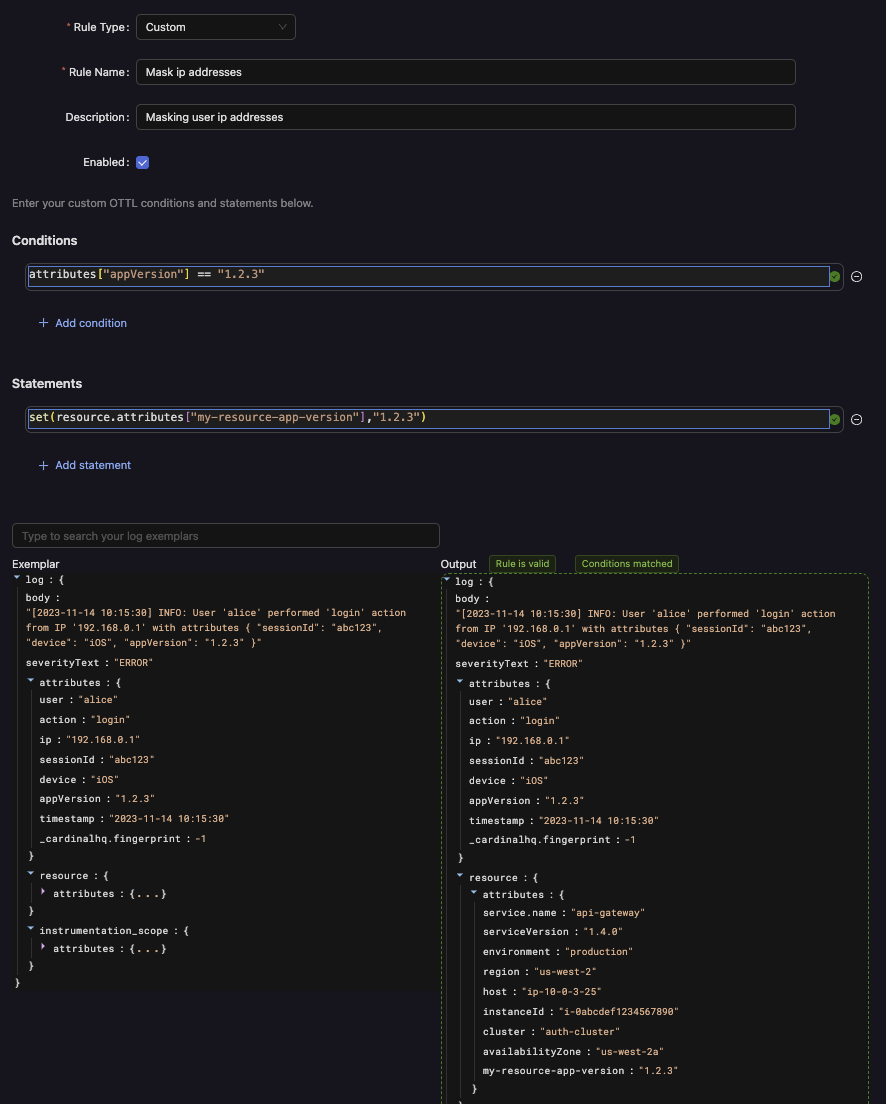 * Rule Type: Custom
* Rule Name: Mask ip addresses
Description: Masking user ip addresses
Enabled:
Enter your custom OTTL conditions and statements below.
Conditions
attributes["appVersion"] == "1.2.3"
+ Add condition
Statements
set(resource.attributes["my-resource-app-version"],"1.2.3")
+ Add statement
Type to search your log exemplars
Exemplar
log : {
body :
"[2023-11-14 10:15:30] INFO: User 'alice' performed 'login' action
from IP '192.168.0.1' with attributes { "sessionId": "abc123",
"device": "iOS", "appVersion": "1.2.3" }"
severityText : "ERROR"
attributes : {
user : "alice"
action : "login"
ip : "192.168.0.1"
sessionId : "abc123"
device : "iOS"
appVersion : "1.2.3"
timestamp : "2023-11-14 10:15:30"
_cardinalhq.fingerprint : -1
}
resource : {
attributes : {...}
}
instrumentation_scope : {
attributes : {...}
}
}
Output Rule is valid Conditions matched
log : {
body :
"[2023-11-14 10:15:30] INFO: User 'alice' performed 'login' action
from IP '192.168.0.1' with attributes { "sessionId": "abc123",
"device": "iOS", "appVersion": "1.2.3" }"
severityText : "ERROR"
attributes : {
user : "alice"
action : "login"
ip : "192.168.0.1"
sessionId : "abc123"
device : "iOS"
appVersion : "1.2.3"
timestamp : "2023-11-14 10:15:30"
_cardinalhq.fingerprint : -1
}
resource : {
attributes : {
service.name : "api-gateway"
serviceVersion : "1.4.0"
environment : "production"
region : "us-west-2"
host : "ip-10-0-3-25"
instanceId : "i-0abcdef1234567890"
cluster : "auth-cluster"
availabilityZone : "us-west-2a"
my-resource-app-version : "1.2.3"
}